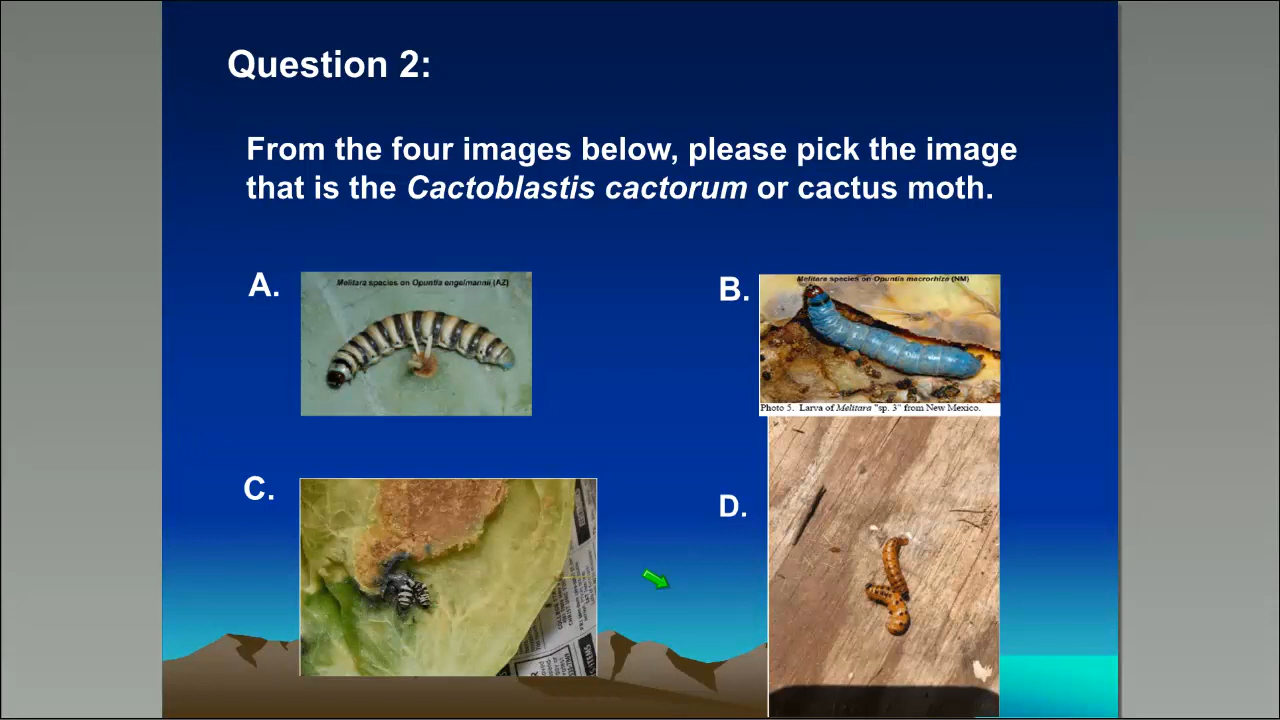 Question 2:
From the four images below, please pick the image
that is the Cactoblastis cactorum or cactus moth.
A.
Melitara species on Opuntia engelmannii (AZ)
B.
Melitara species on Opuntia macrorhiza (NM)
Photo 5. Larva of Melitara "sp. 3" from New Mexico.
C.
D.